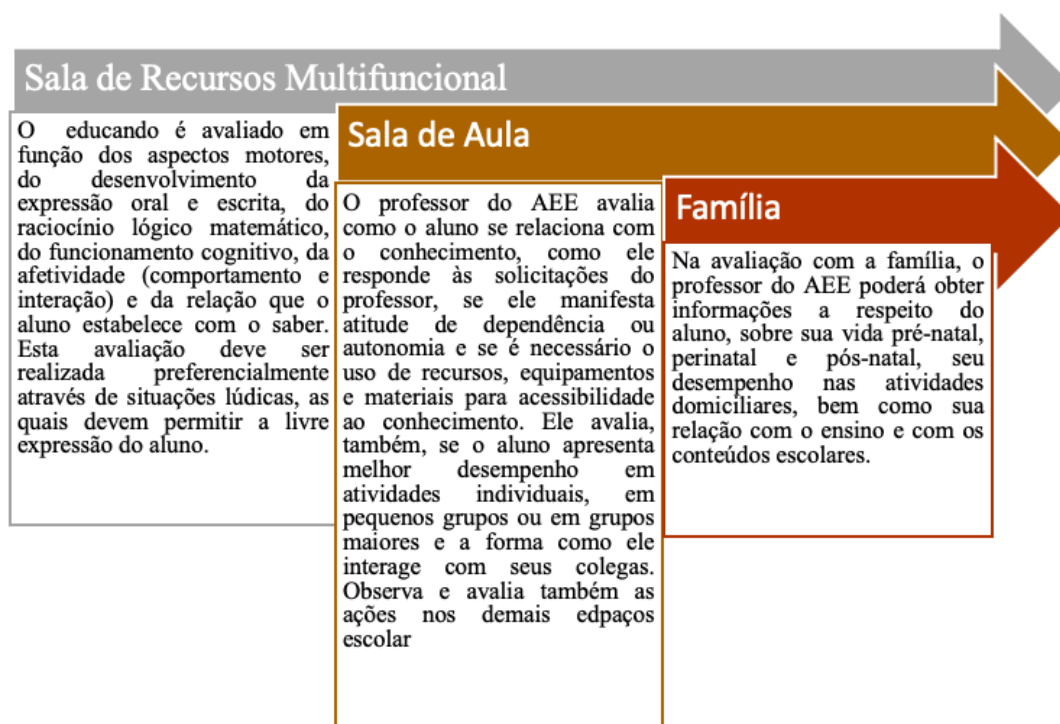 Sala de Recursos Multifuncional
O educando é avaliado em
função dos aspectos motores,
do desenvolvimento da
expressão oral e escrita, do
raciocínio lógico matemático,
do funcionamento cognitivo, da
afetividade (comportamento e
interação) e da relação que o
aluno estabelece com o saber.
Esta avaliação deve ser
realizada preferencialmente
através de situações lúdicas, as
quais devem permitir a livre
expressão do aluno.
Sala de Aula
O professor do AEE avalia
como o aluno se relaciona com
o conhecimento, como ele
responde às solicitações do
professor, se ele manifesta
atitude de dependência ou
autonomia e se é necessário o
uso de recursos, equipamentos
e materiais para acessibilidade
ao conhecimento. Ele avalia,
também, se o aluno apresenta
melhor desempenho em
atividades individuais, em
pequenos grupos ou em grupos
maiores e a forma como ele
interage com seus colegas.
Observa e avalia também as
ações nos demais edpaços
escolar
Família
Na avaliação com a família, o
professor do AEE poderá obter
informações a respeito do
aluno, sobre sua vida pré-natal,
perinatal e pós-natal, seu
desempenho nas atividades
domiciliares, bem como sua
relação com o ensino e com os
conteúdos escolares.